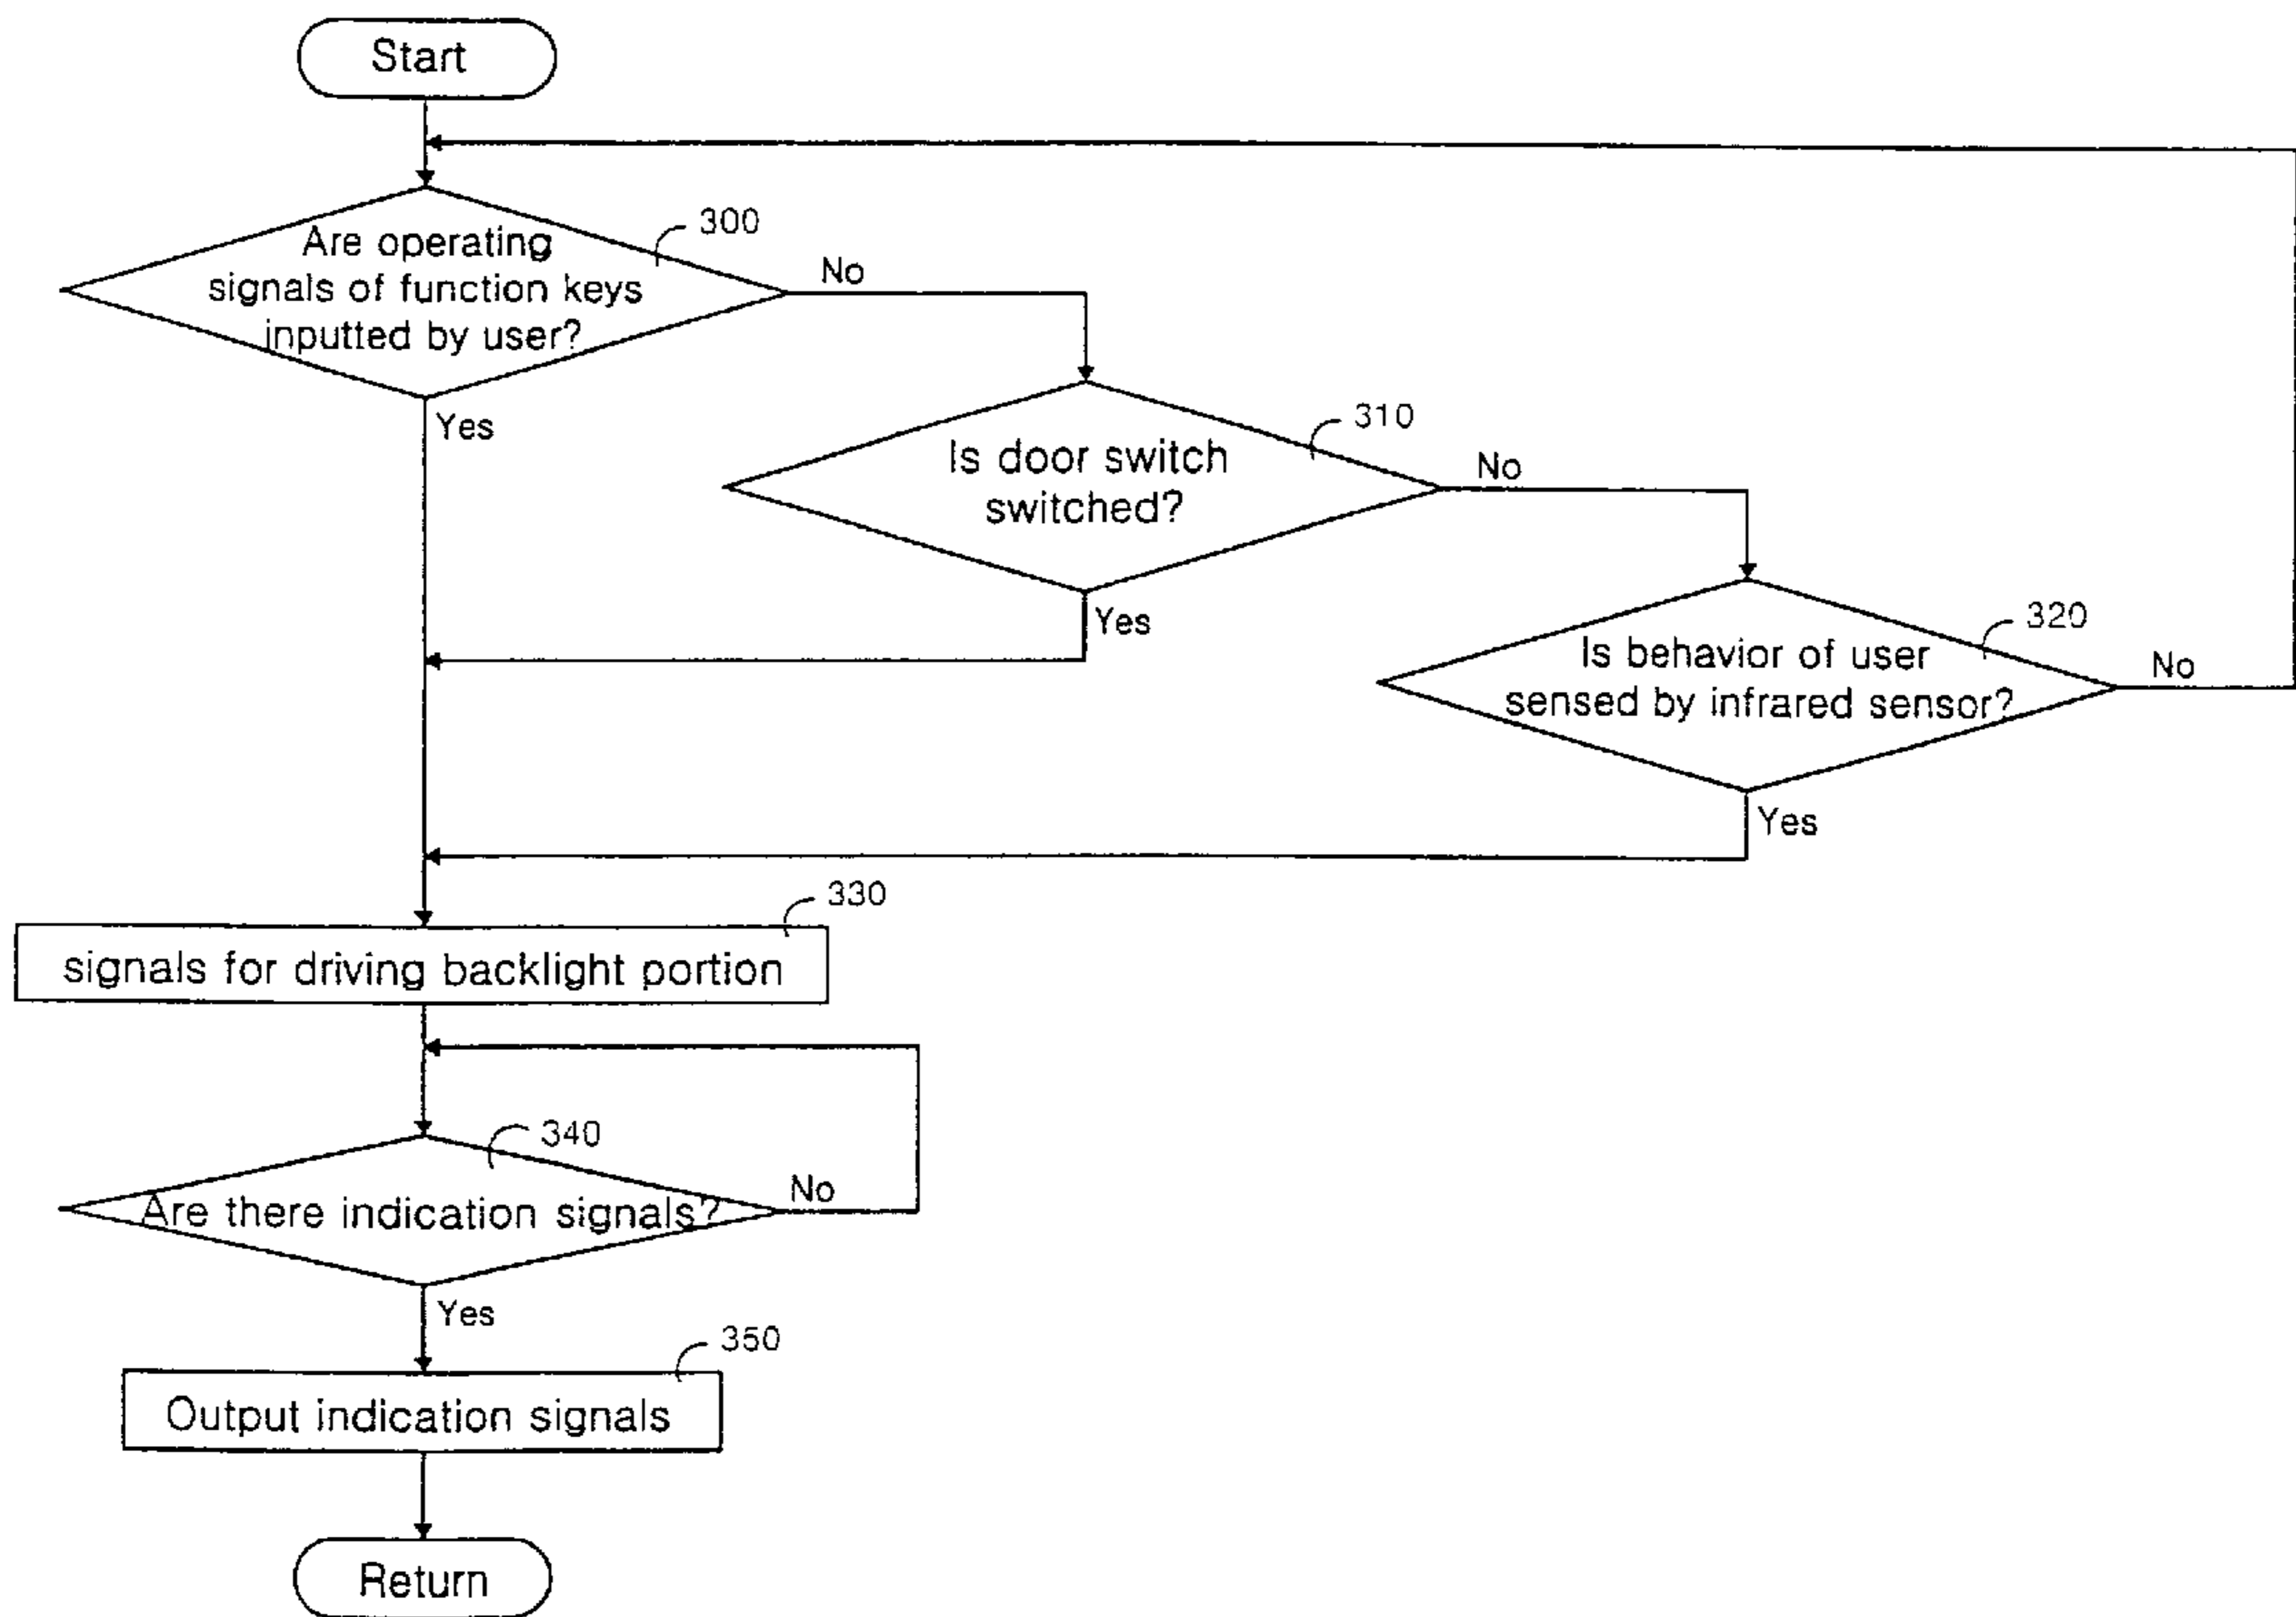 Start
300
Are operating
signals of function keys
inputted by user?
No
Yes
310
Is door switch
switched?
No
Yes
320
Is behavior of user
sensed by infrared sensor?
No
Yes
330
signals for driving backlight portion
340
Are there indication signals?
No
Yes
350
Output indication signals
Return